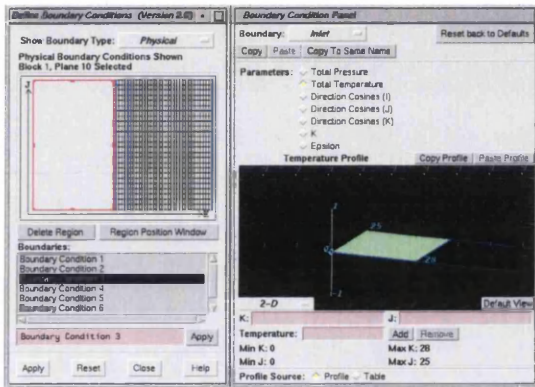 Define Boundary Conditions (Version 2.0)
Show Boundary Type: Physical
Physical Boundary Conditions Shown
Block 1, Plane 10 Selected
J
K
Delete Region
Region Position Window
Boundaries:
Boundary Condition 1
Boundary Condition 2
Boundary Condition 4
Boundary Condition 5
Boundary Condition 6
Boundary Condition 3
Apply
Apply
Reset
Close
Help
Boundary Condition Panel
Boundary: Inlet
Reset back to Defaults
Copy
Paste
Copy To Same Name
Parameters:
Total Pressure
Total Temperature
Direction Cosines (I)
Direction Cosines (J)
Direction Cosines (K)
K
Epsilon
Temperature Profile
Copy Profile
Paste Profile
1
25
0
28
-1
2-D
Default View
K:
J:
Temperature:
Add
Remove
Min K: 0
Max K: 28
Min J: 0
Max J: 25
Profile Source: Profile Table